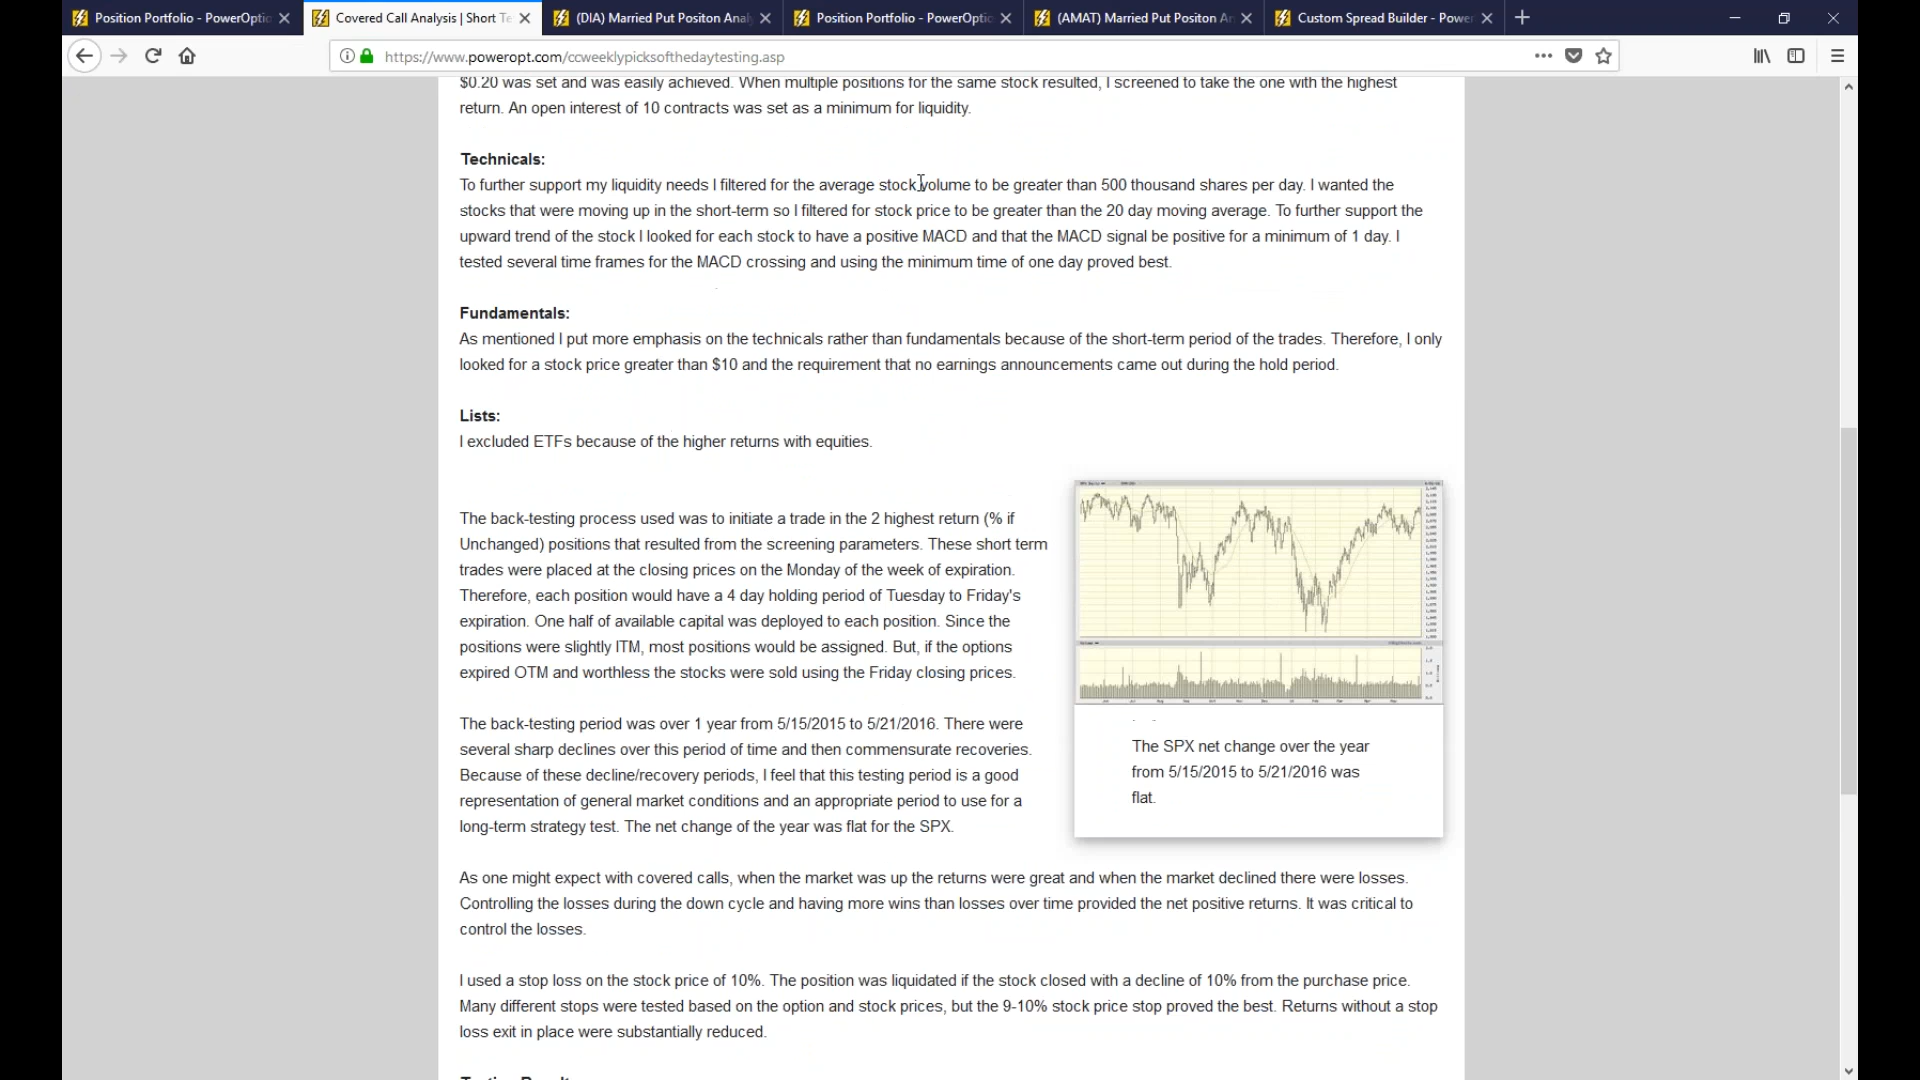 Position Portfolio - PowerOptio
Covered Call Analysis | Short Te
(DIA) Married Put Positon Anal
Position Portfolio - PowerOptio
(AMAT) Married Put Positon An
Custom Spread Builder - Power
https://www.poweropt.com/ccweeklypicksofthedaytesting.asp
$0.20 was set and was easily achieved. When multiple positions for the same stock resulted, I screened to take the one with the highest
return. An open interest of 10 contracts was set as a minimum for liquidity.
Technicals:
To further support my liquidity needs I filtered for the average stock volume to be greater than 500 thousand shares per day. I wanted the
stocks that were moving up in the short-term so I filtered for stock price to be greater than the 20 day moving average. To further support the
upward trend of the stock I looked for each stock to have a positive MACD and that the MACD signal be positive for a minimum of 1 day. I
tested several time frames for the MACD crossing and using the minimum time of one day proved best.
Fundamentals:
As mentioned I put more emphasis on the technicals rather than fundamentals because of the short-term period of the trades. Therefore, I only
looked for a stock price greater than $10 and the requirement that no earnings announcements came out during the hold period.
Lists:
I excluded ETFs because of the higher returns with equities.
The back-testing process used was to initiate a trade in the 2 highest return (% if
Unchanged) positions that resulted from the screening parameters. These short term
trades were placed at the closing prices on the Monday of the week of expiration.
Therefore, each position would have a 4 day holding period of Tuesday to Friday's
expiration. One half of available capital was deployed to each position. Since the
positions were slightly ITM, most positions would be assigned. But, if the options
expired OTM and worthless the stocks were sold using the Friday closing prices.
The back-testing period was over 1 year from 5/15/2015 to 5/21/2016. There were
several sharp declines over this period of time and then commensurate recoveries.
Because of these decline/recovery periods, I feel that this testing period is a good
representation of general market conditions and an appropriate period to use for a
long-term strategy test. The net change of the year was flat for the SPX.
The SPX net change over the year
from 5/15/2015 to 5/21/2016 was
flat.
As one might expect with covered calls, when the market was up the returns were great and when the market declined there were losses.
Controlling the losses during the down cycle and having more wins than losses over time provided the net positive returns. It was critical to
control the losses.
I used a stop loss on the stock price of 10%. The position was liquidated if the stock closed with a decline of 10% from the purchase price.
Many different stops were tested based on the option and stock prices, but the 9-10% stock price stop proved the best. Returns without a stop
loss exit in place were substantially reduced.